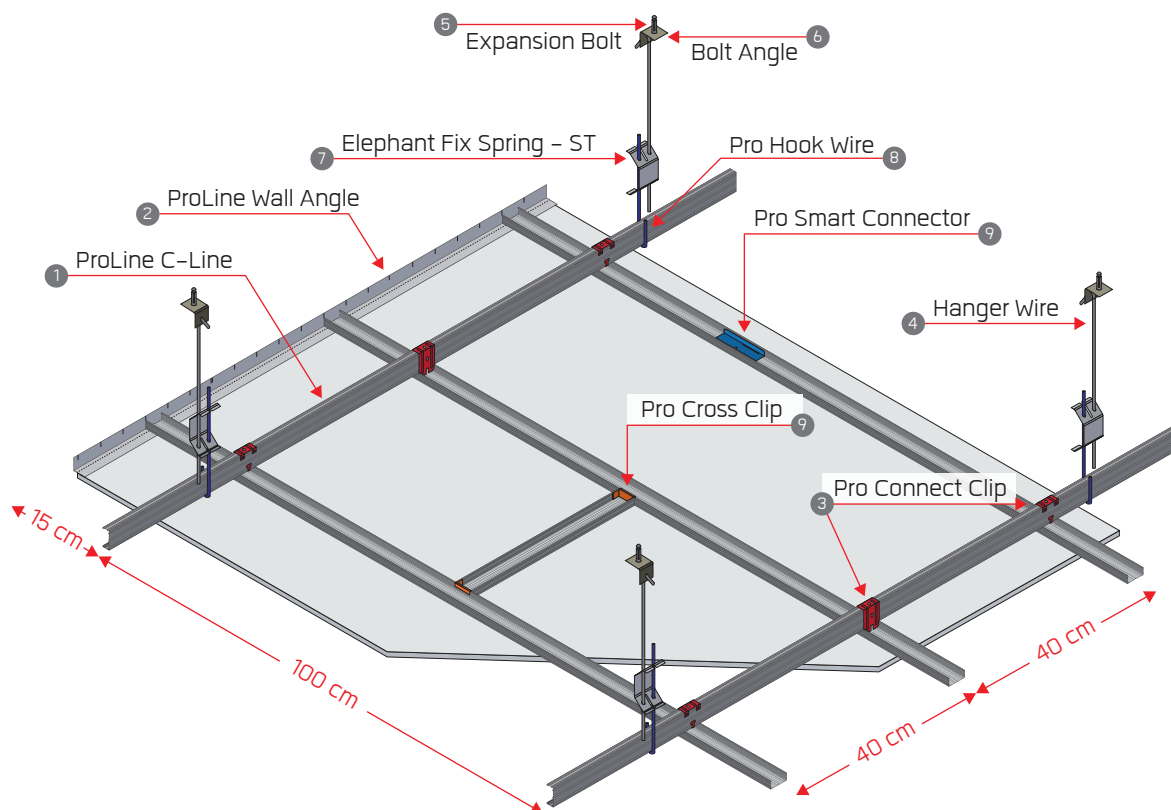 5
Expansion Bolt
6
Bolt Angle
7
Elephant Fix Spring - ST
Pro Hook Wire
8
2
ProLine Wall Angle
Pro Smart Connector
9
1
ProLine C-Line
4
Hanger Wire
Pro Cross Clip
9
Pro Connect Clip
3
15 cm
100 cm
40 cm
40 cm